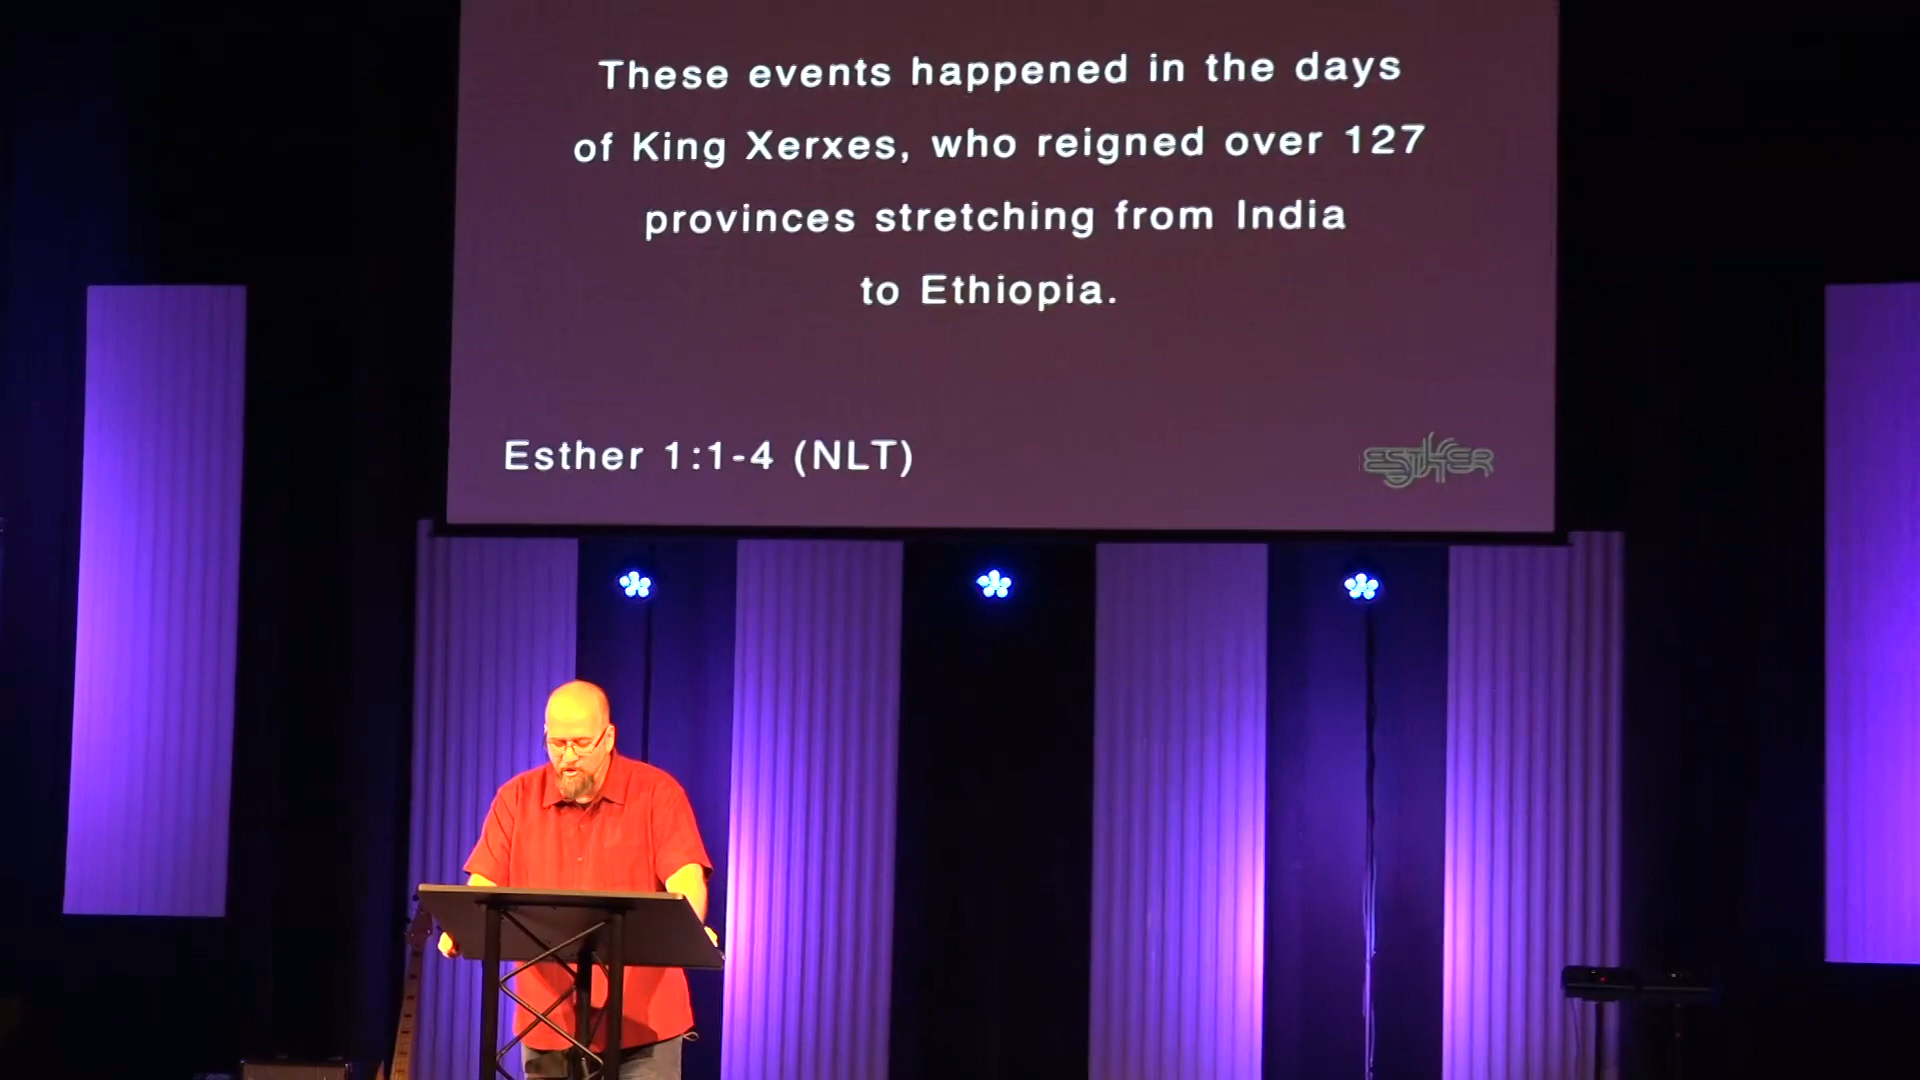 These events happened in the days
of King Xerxes, who reigned over 127
provinces stretching from India
to Ethiopia.
Esther 1:1-4 (NLT)
ESTHER